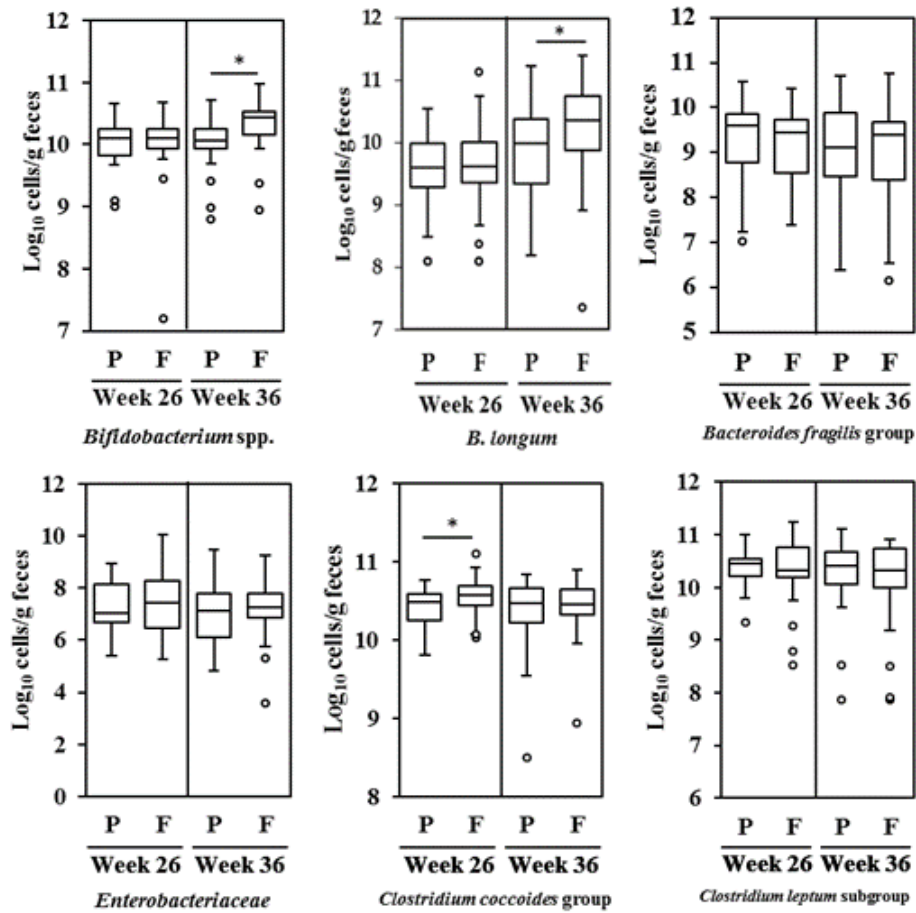 12
11
10
9
8
7
Log10 cells/g feces
*
P F P F
Week 26 Week 36
Bifidobacterium spp.
12
11
10
9
8
7
Log10 cells/g feces
*
P F P F
Week 26 Week 36
B. longum
12
11
10
9
8
7
6
5
Log10 cells/g feces
P F P F
Week 26 Week 36
Bacteroides fragilis group
12
10
8
6
4
2
0
Log10 cells/g feces
P F P F
Week 26 Week 36
Enterobacteriaceae
12
11
10
9
8
Log10 cells/g feces
*
P F P F
Week 26 Week 36
Clostridium coccoides group
12
11
10
9
8
7
6
Log10 cells/g feces
P F P F
Week 26 Week 36
Clostridium leptum subgroup